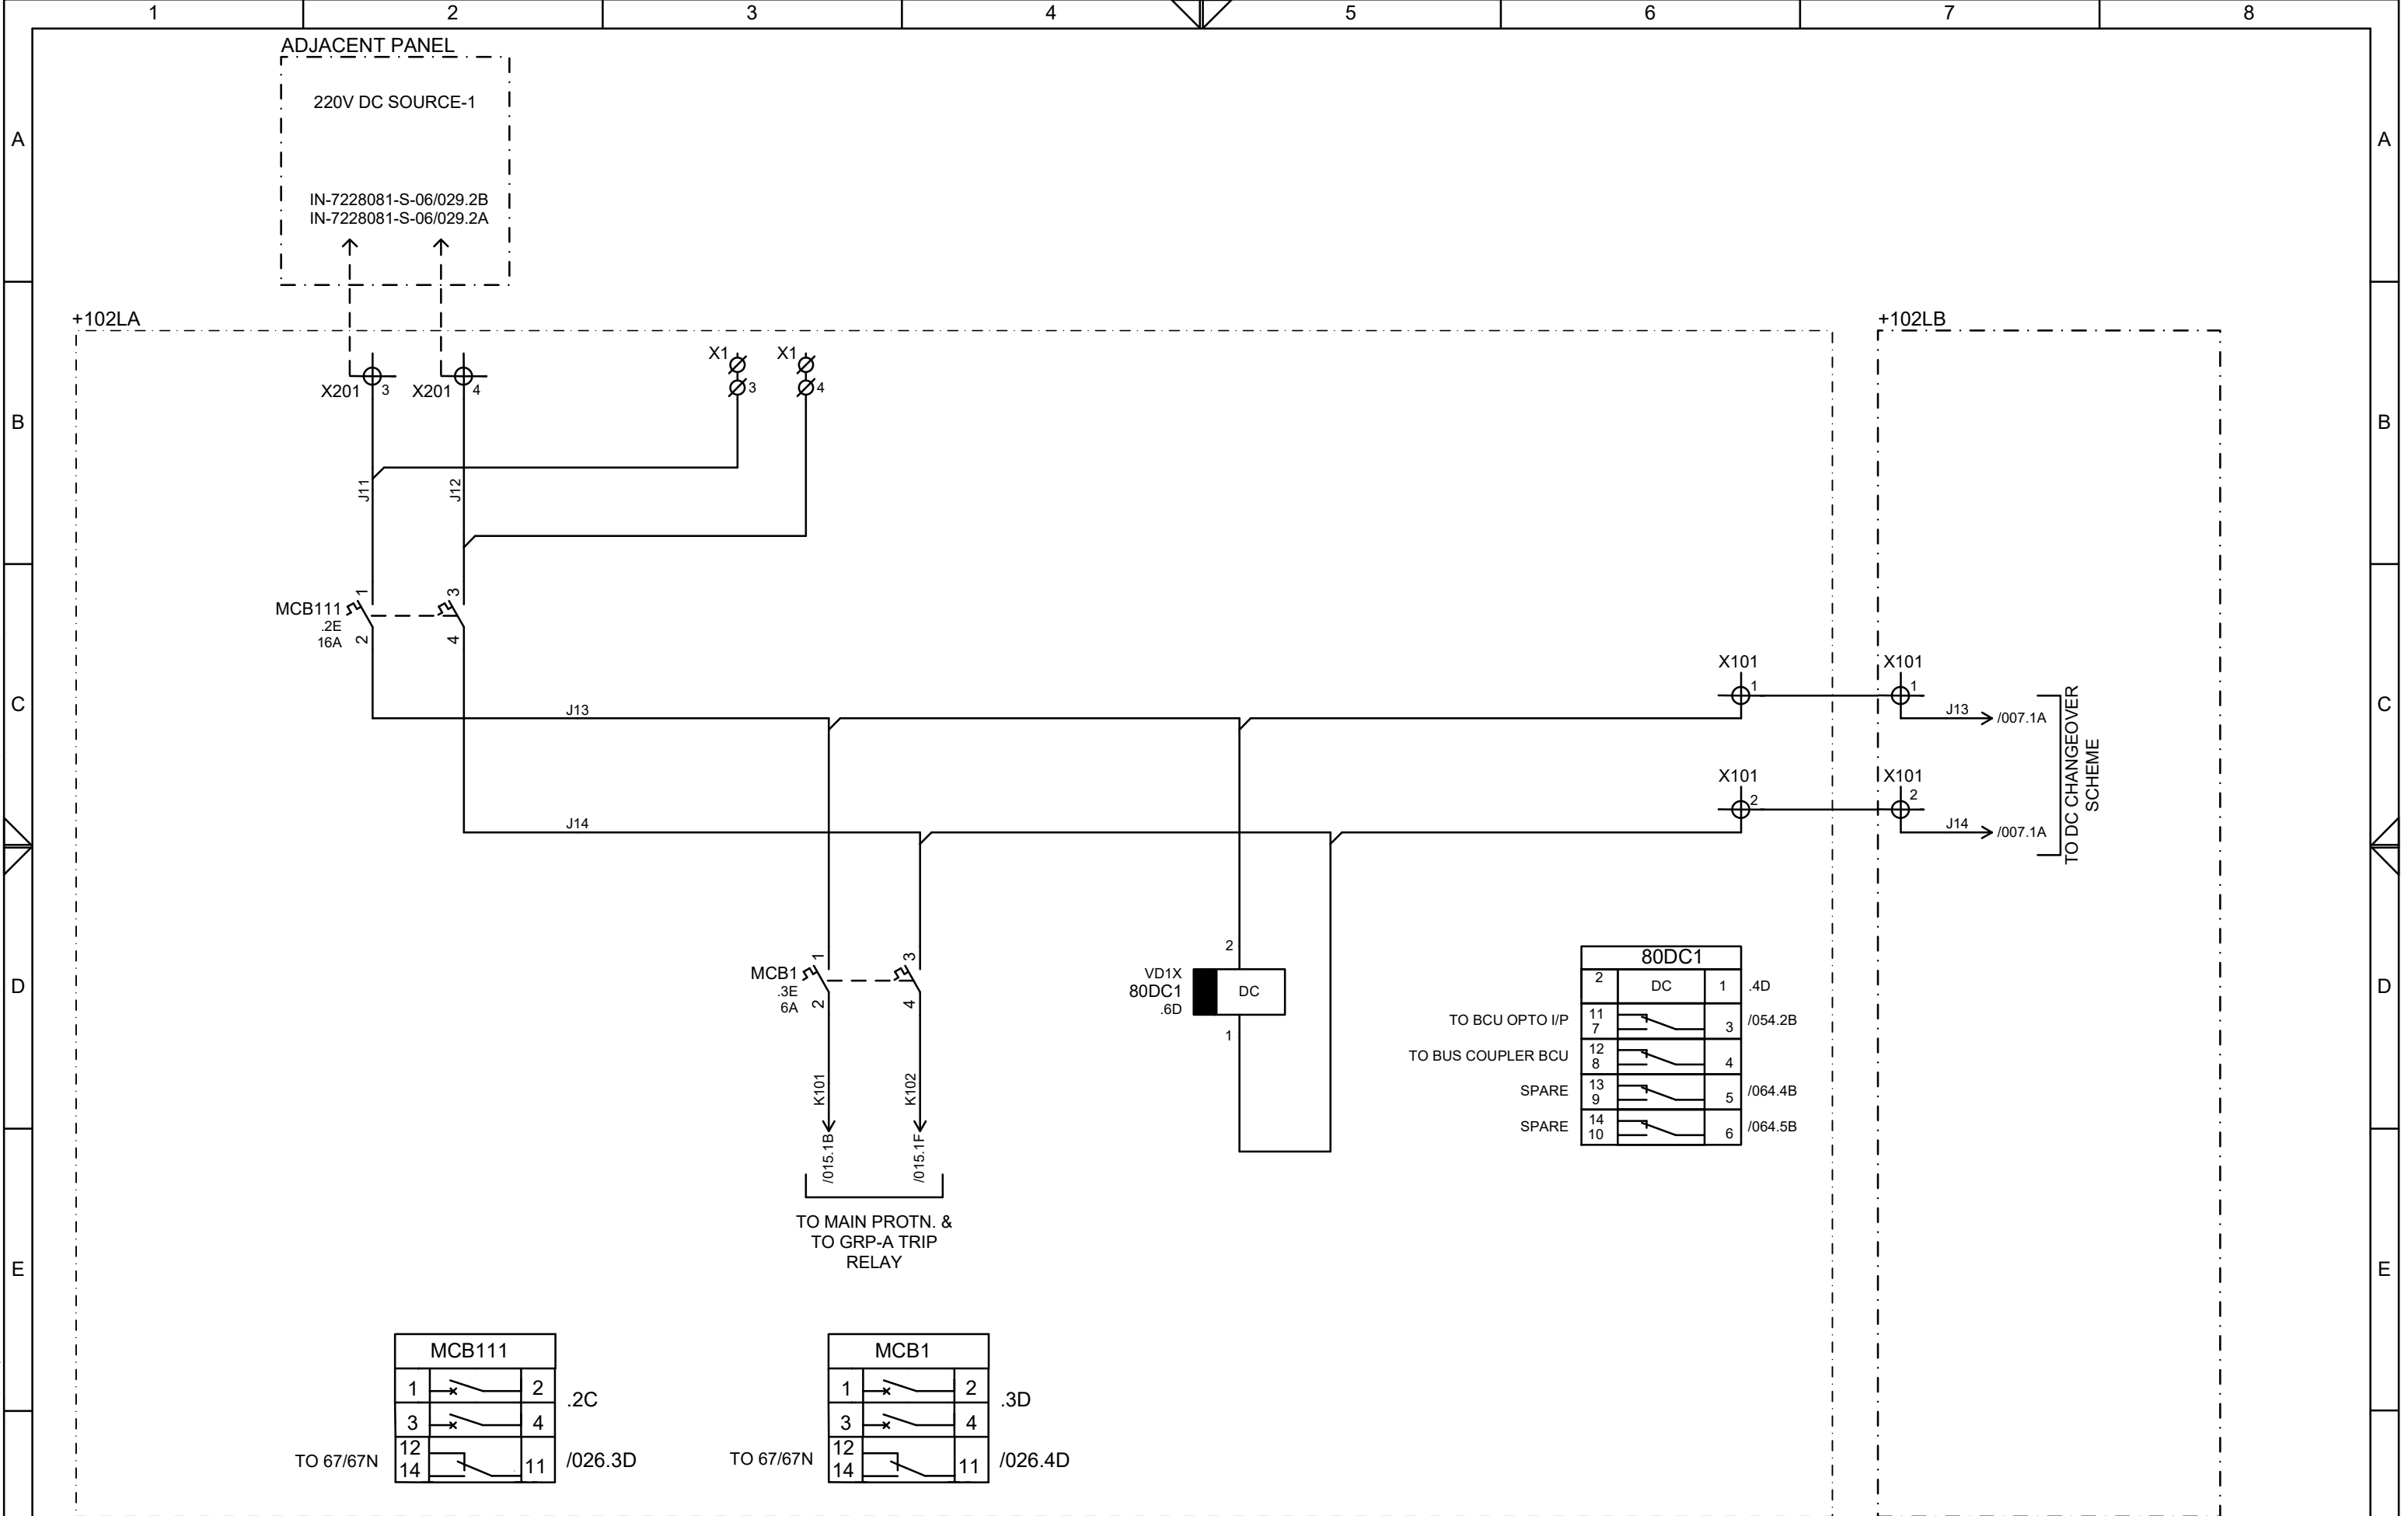 1 2 3 4 5 6 7 8
ADJACENT PANEL
220V DC SOURCE-1
A A
IN-7228081-S-06/029.2B
IN-7228081-S-06/029.2A
+102LA +102LB
X1 X1
X201 3 X201 4 3 4
B B
J11 J12
MCB111 1 3
.2E
16A 2 4
X101 1 X101 1
C C
J13 J13 /007.1A
X101 2 X101 2
J14 J14 /007.1A
TO DC CHANGEOVER
SCHEME
2
80DC1
MCB1 1 3
.3E
6A 2 4
VD1X
80DC1 DC
.6D
1
D D
2 DC 1 .4D
TO BCU OPTO I/P 11 7 3 /054.2B
TO BUS COUPLER BCU 12 8 4
SPARE 13 9 5 /064.4B
SPARE 14 10 6 /064.5B
K101 K102
/015.1B /015.1F
TO MAIN PROTN. &
TO GRP-A TRIP
RELAY
E E
MCB111 MCB1
1 2 1 2
.2C .3D
3 4 3 4
TO 67/67N 12 14 11 /026.3D TO 67/67N 12 14 11 /026.4D